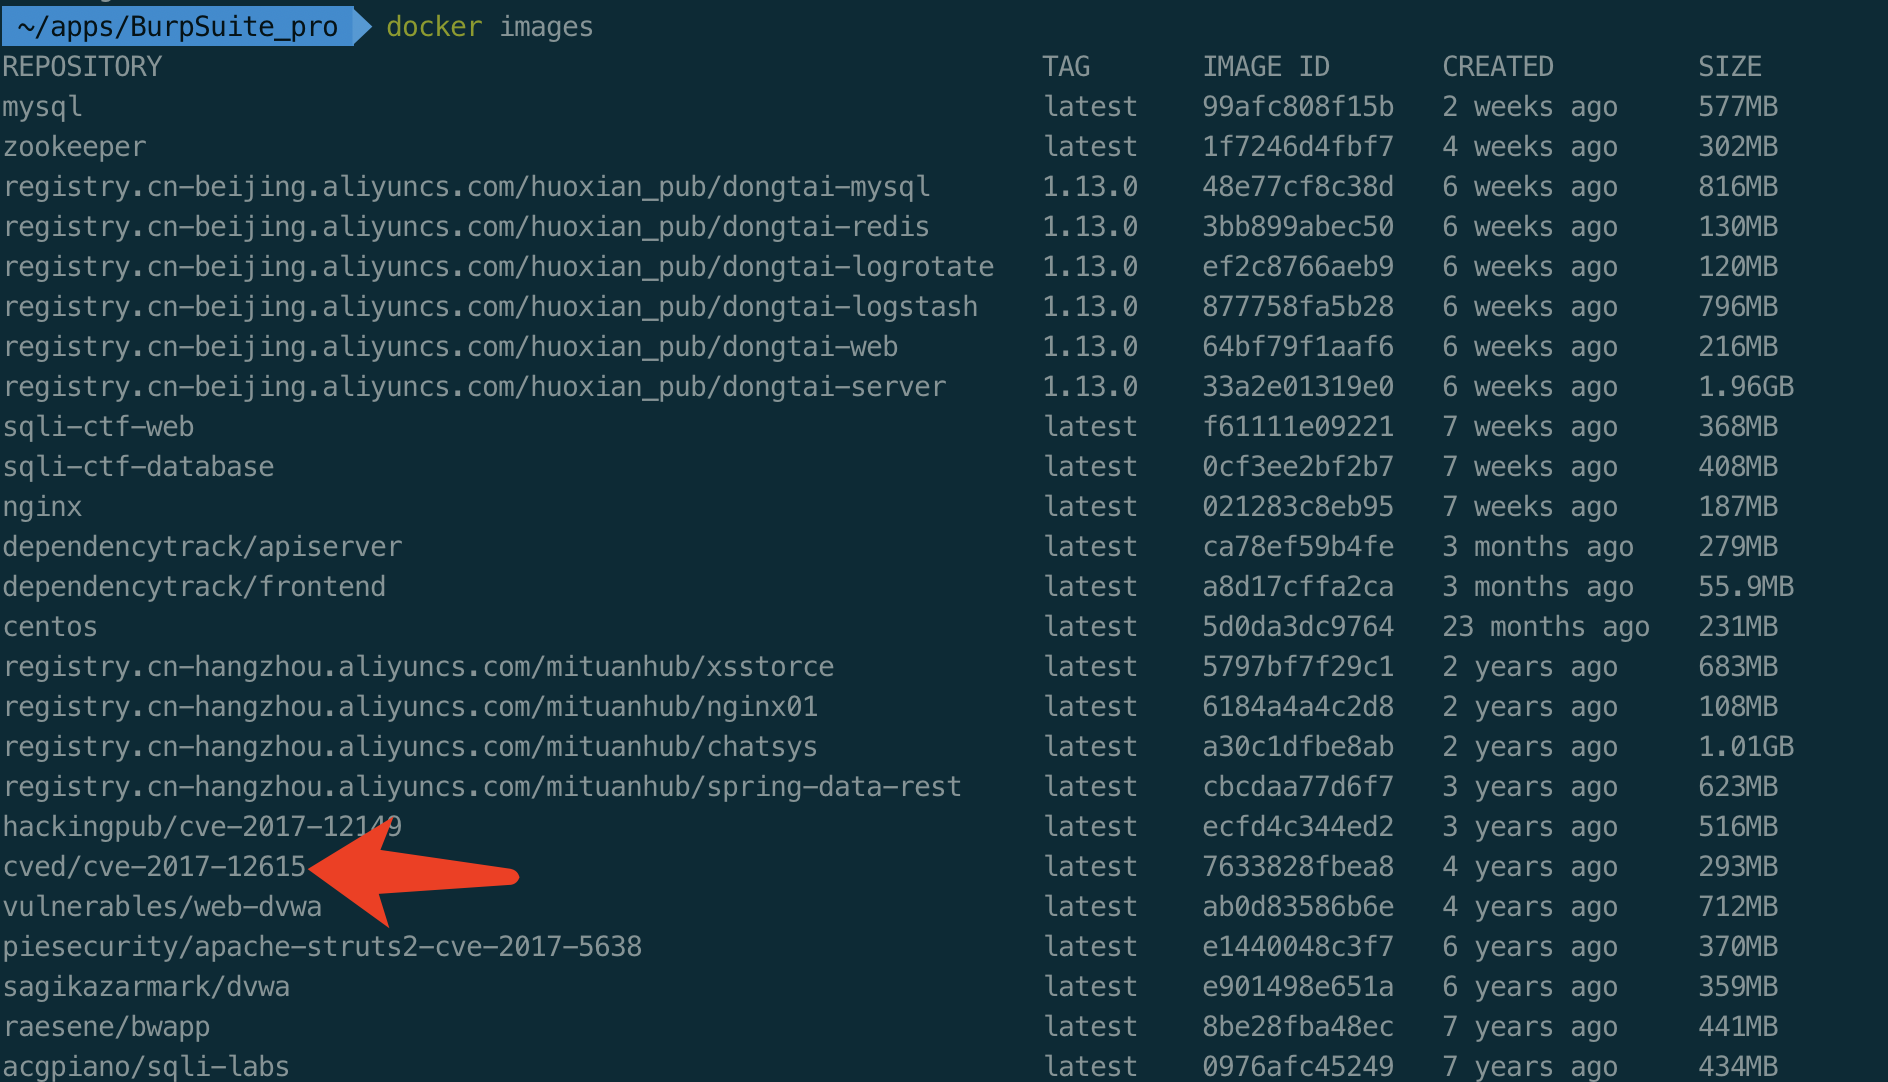 ~/apps/BurpSuite_pro docker images
REPOSITORY TAG IMAGE ID CREATED SIZE
mysql latest 99afc808f15b 2 weeks ago 577MB
zookeeper latest 1f7246d4fbf7 4 weeks ago 302MB
registry.cn-beijing.aliyuncs.com/huoxian_pub/dongtai-mysql 1.13.0 48e77cf8c38d 6 weeks ago 816MB
registry.cn-beijing.aliyuncs.com/huoxian_pub/dongtai-redis 1.13.0 3bb899abec50 6 weeks ago 130MB
registry.cn-beijing.aliyuncs.com/huoxian_pub/dongtai-logrotate 1.13.0 ef2c8766aeb9 6 weeks ago 120MB
registry.cn-beijing.aliyuncs.com/huoxian_pub/dongtai-logstash 1.13.0 877758fa5b28 6 weeks ago 796MB
registry.cn-beijing.aliyuncs.com/huoxian_pub/dongtai-web 1.13.0 64bf79f1aaf6 6 weeks ago 216MB
registry.cn-beijing.aliyuncs.com/huoxian_pub/dongtai-server 1.13.0 33a2e01319e0 6 weeks ago 1.96GB
sqli-ctf-web latest f61111e09221 7 weeks ago 368MB
sqli-ctf-database latest 0cf3ee2bf2b7 7 weeks ago 408MB
nginx latest 021283c8eb95 7 weeks ago 187MB
dependencytrack/apiserver latest ca78ef59b4fe 3 months ago 279MB
dependencytrack/frontend latest a8d17cffa2ca 3 months ago 55.9MB
centos latest 5d0da3dc9764 23 months ago 231MB
registry.cn-hangzhou.aliyuncs.com/mituanhub/xsstorce latest 5797bf7f29c1 2 years ago 683MB
registry.cn-hangzhou.aliyuncs.com/mituanhub/nginx01 latest 6184a4a4c2d8 2 years ago 108MB
registry.cn-hangzhou.aliyuncs.com/mituanhub/chatsys latest a30c1dfbe8ab 2 years ago 1.01GB
registry.cn-hangzhou.aliyuncs.com/mituanhub/spring-data-rest latest cbcdaa77d6f7 3 years ago 623MB
hackingpub/cve-2017-12149 latest ecfd4c344ed2 3 years ago 516MB
cved/cve-2017-12615 latest 7633828fbea8 4 years ago 293MB
vulnerables/web-dvwa latest ab0d83586b6e 4 years ago 712MB
piesecurity/apache-struts2-cve-2017-5638 latest e1440048c3f7 6 years ago 370MB
sagikazarmark/dvwa latest e901498e651a 6 years ago 359MB
raesene/bwapp latest 8be28fba48ec 7 years ago 441MB
acgpiano/sqli-labs latest 0976afc45249 7 years ago 434MB